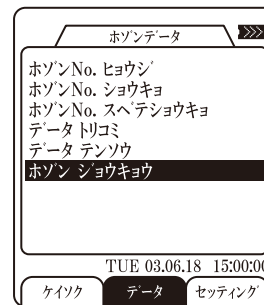 ホゾンデータ >>>
ホゾンNo. ヒョウジ
ホゾンNo. ショウキョ
ホゾンNo. スベテショウキョ
データ トリコミ
データ テンソウ
ホゾン ジョウキョウ
TUE 03.06.18 15:00:00
ケイソク データ セッティング